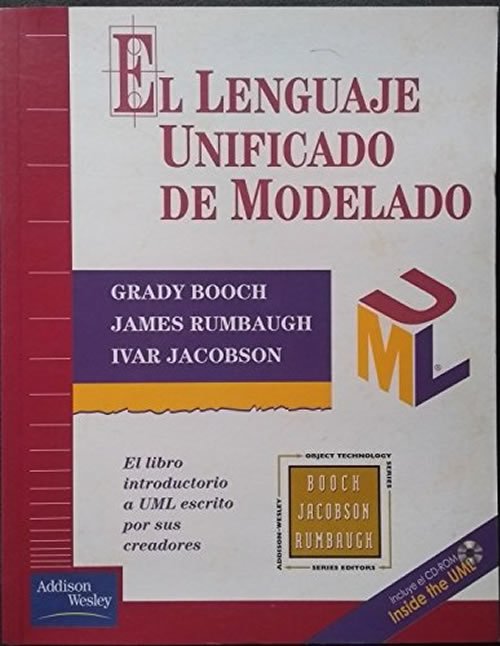 EL LENGUAJE
UNIFICADO
DE MODELADO
GRADY BOOCH
JAMES RUMBAUGH
IVAR JACOBSON
UML®
El libro
introductorio
a UML escrito
por sus
creadores
OBJECT TECHNOLOGY
SERIES
ADDISON-WESLEY
BOOCH
JACOBSON
RUMBAUGH
SERIES EDITORS
Incluye el CD-ROM
Inside the UML
Addison
Wesley